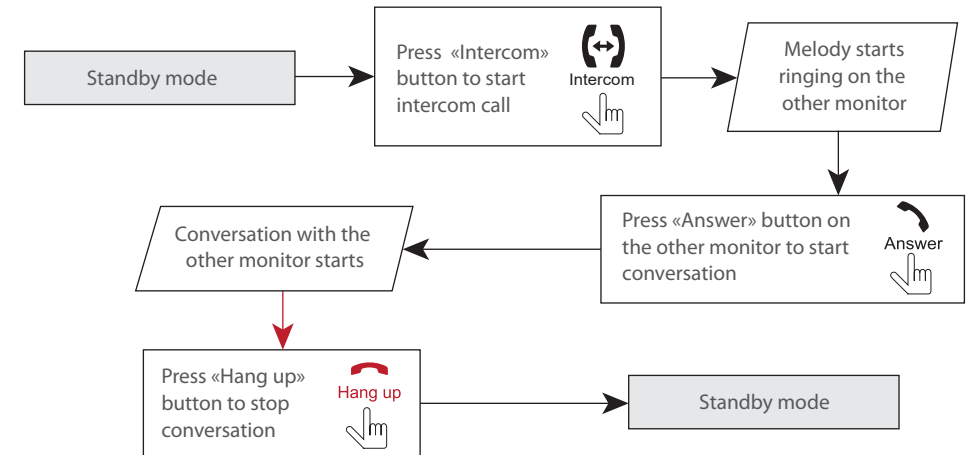 Standby mode
Press «Intercom»
button to start
intercom call
Intercom
Melody starts
ringing on the
other monitor
Press «Answer» button on
the other monitor to start
conversation
Answer
Conversation with the
other monitor starts
Press «Hang up»
button to stop
conversation
Hang up
Standby mode